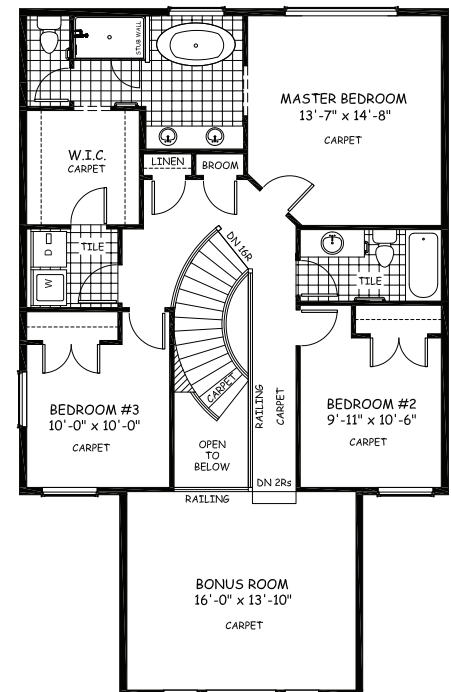 STUB WALL
MASTER BEDROOM
13'-7" x 14'-8"
CARPET
W.I.C.
CARPET
LINEN
BROOM
TILE
D
W
DN 16R
TILE
CARPET
BEDROOM #3
10'-0" x 10'-0"
CARPET
RAILING
CARPET
BEDROOM #2
9'-11" x 10'-6"
CARPET
OPEN
TO
BELOW
DN 2Rs
RAILING
BONUS ROOM
16'-0" x 13'-10"
CARPET